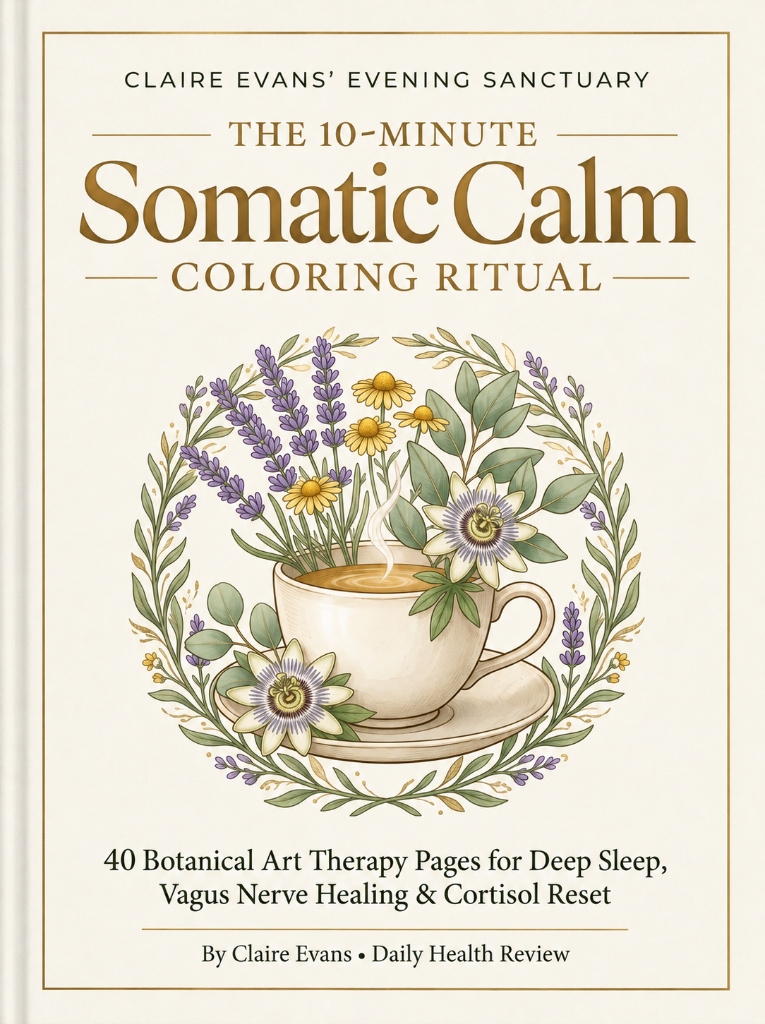 CLAIRE EVANS’ EVENING SANCTUARY
THE 10-MINUTE
Somatic Calm
COLORING RITUAL
40 Botanical Art Therapy Pages for Deep Sleep,
Vagus Nerve Healing & Cortisol Reset
By Claire Evans • Daily Health Review